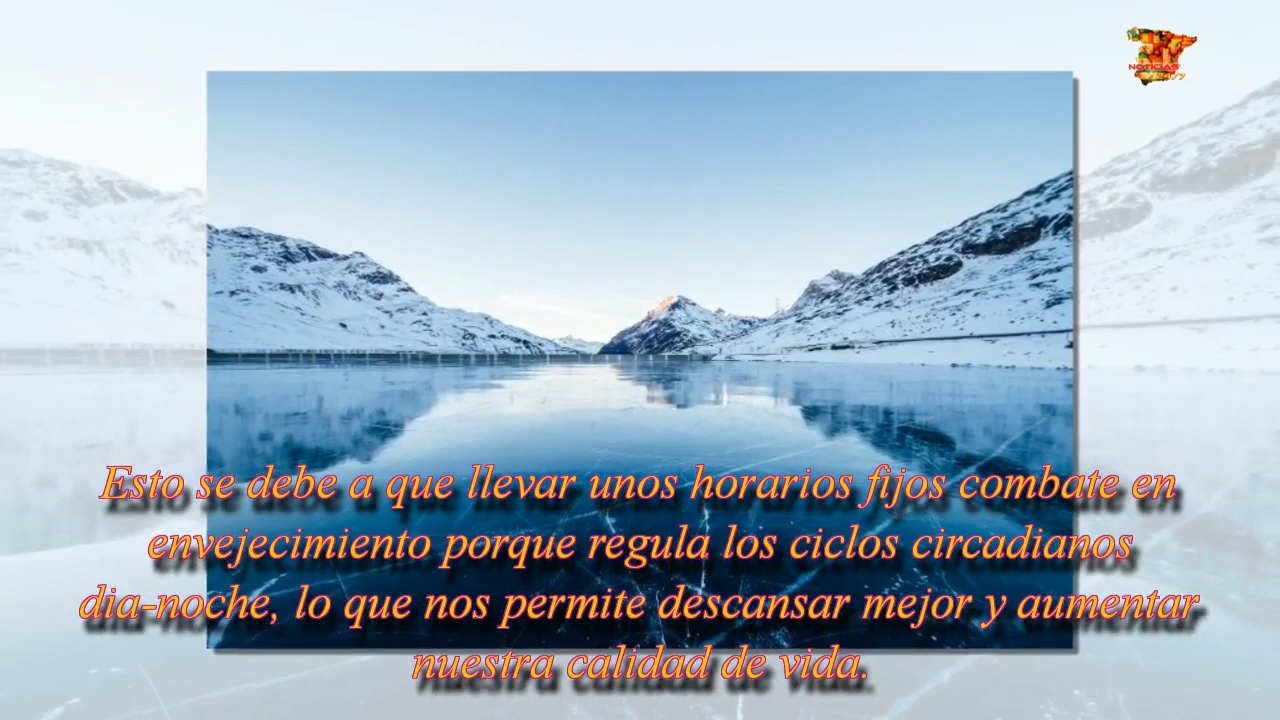 NOTICIAS
Esto se debe a que llevar unos horarios fijos combate en
envejecimiento porque regula los ciclos circadianos
dia-noche, lo que nos permite descansar mejor y aumentar
nuestra calidad de vida.